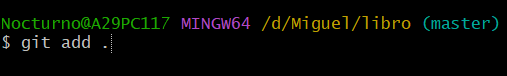 Nocturno@A29PC117 MINGW64 /d/Miguel/libro (master)
$ git add .